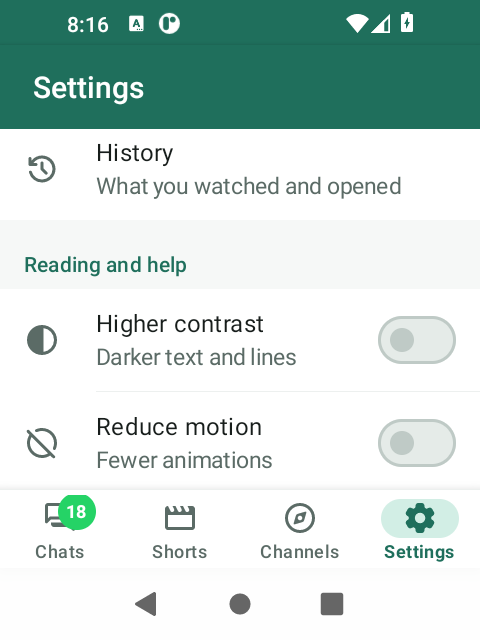 8:16
A
Settings
History
What you watched and opened
Reading and help
Higher contrast
Darker text and lines
Reduce motion
Fewer animations
18
Chats
Shorts
Channels
Settings